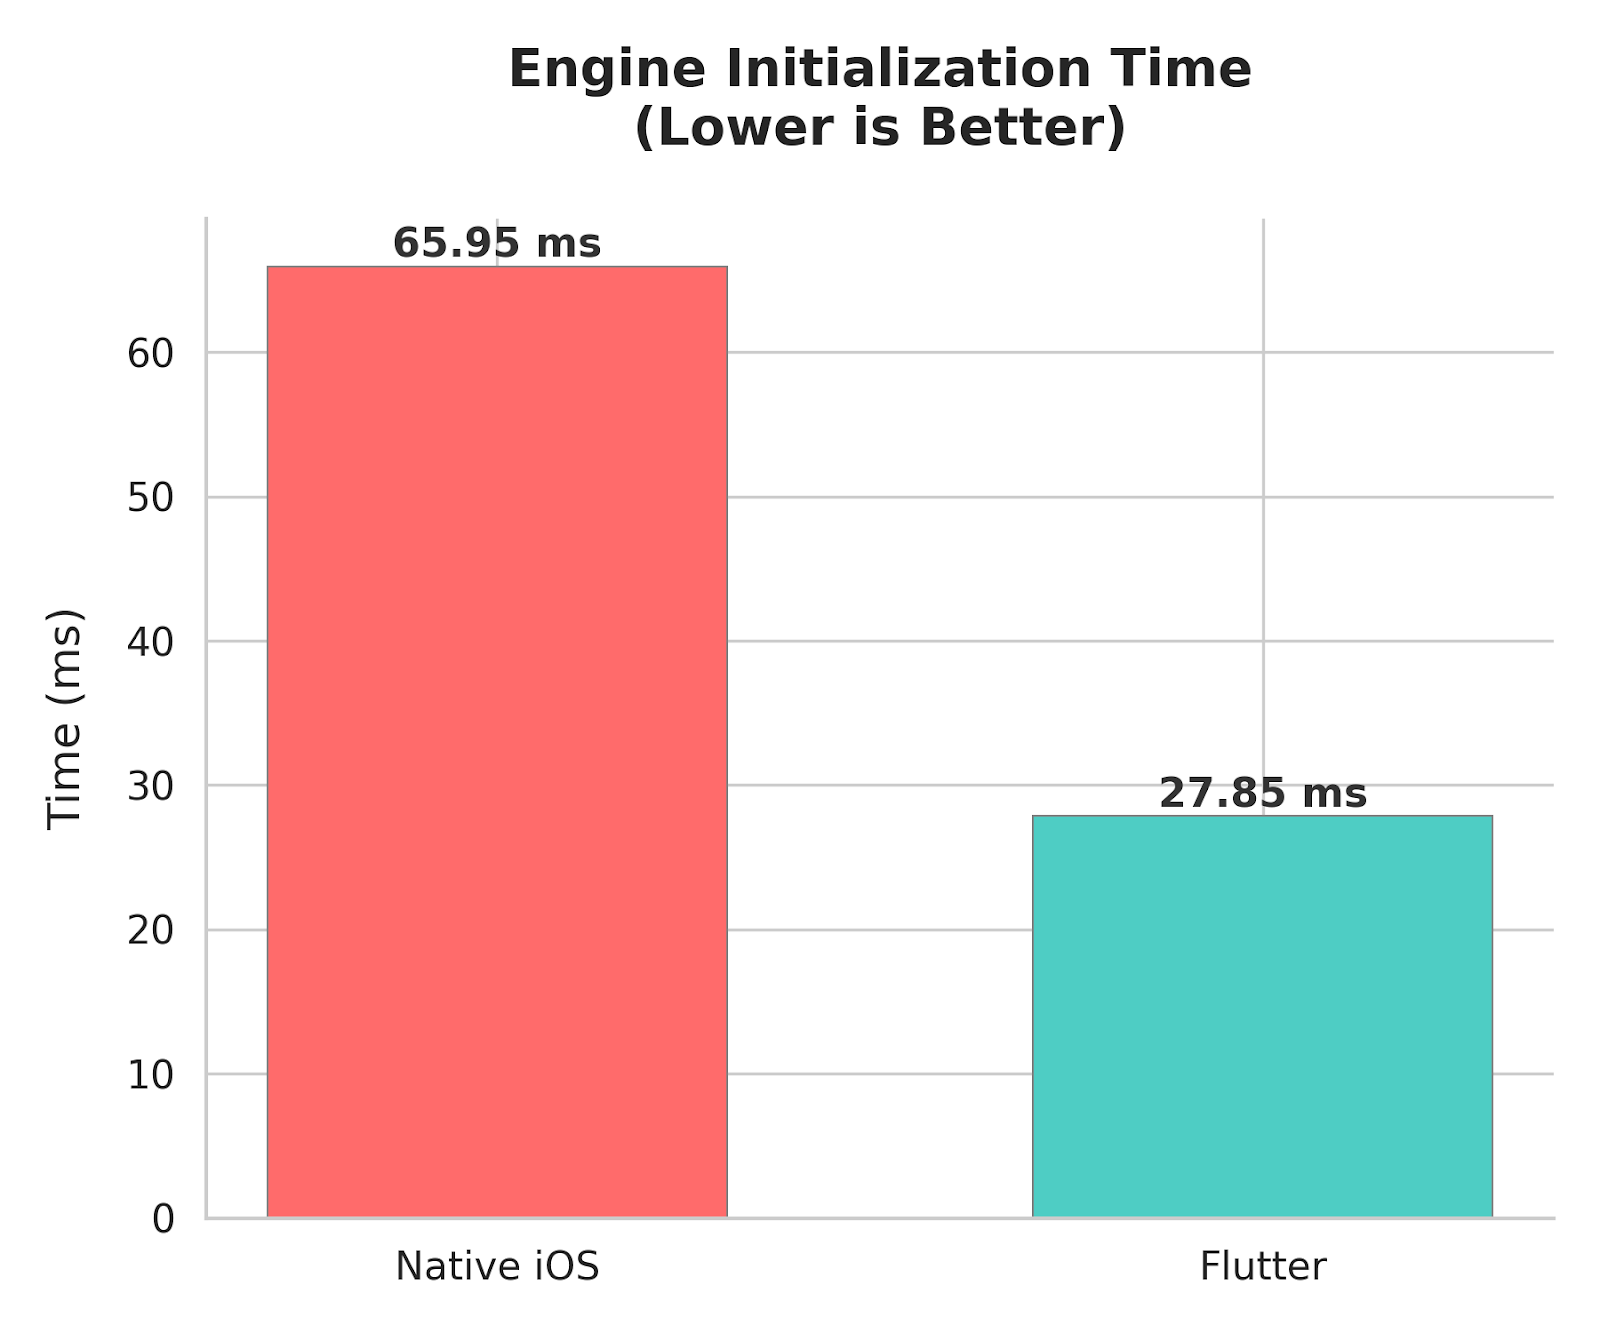 Engine Initialization Time
(Lower is Better)
65.95 ms
60
50
40
30
27.85 ms
20
10
0
Time (ms)
Native iOS
Flutter